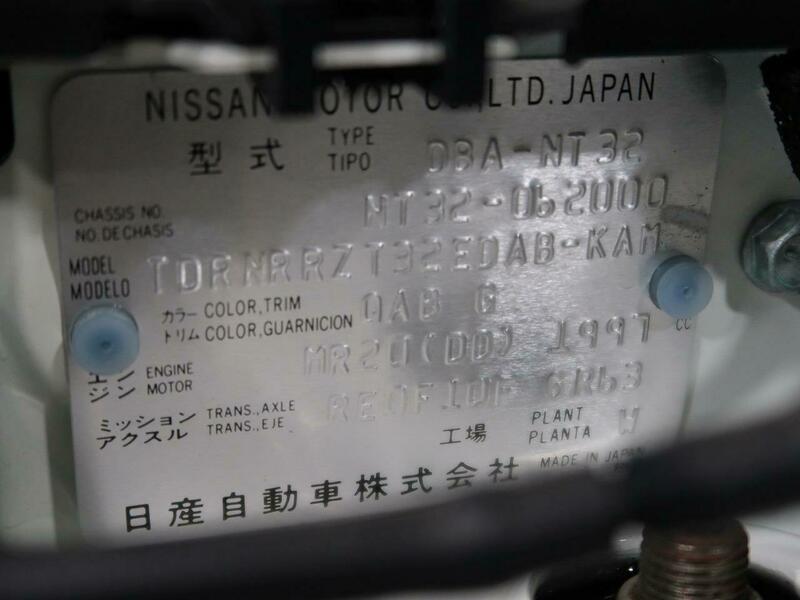 NISSAN MOTOR CO., LTD. JAPAN
型式 TYPE TIPO DBA-NT32
CHASSIS NO. NO. DE CHASIS NT32-062000
MODEL MODELO TDRNRRZT32EDAB-KAM
カラー COLOR, TRIM QAB G
トリム COLOR, GUARNICION
エンジン ENGINE MOTOR MR20(DD) 1997 CC
ミッション TRANS., AXLE RE0F10F GR63
アクスル TRANS., EJE
工場 PLANT PLANTA W
日産自動車株式会社 MADE IN JAPAN